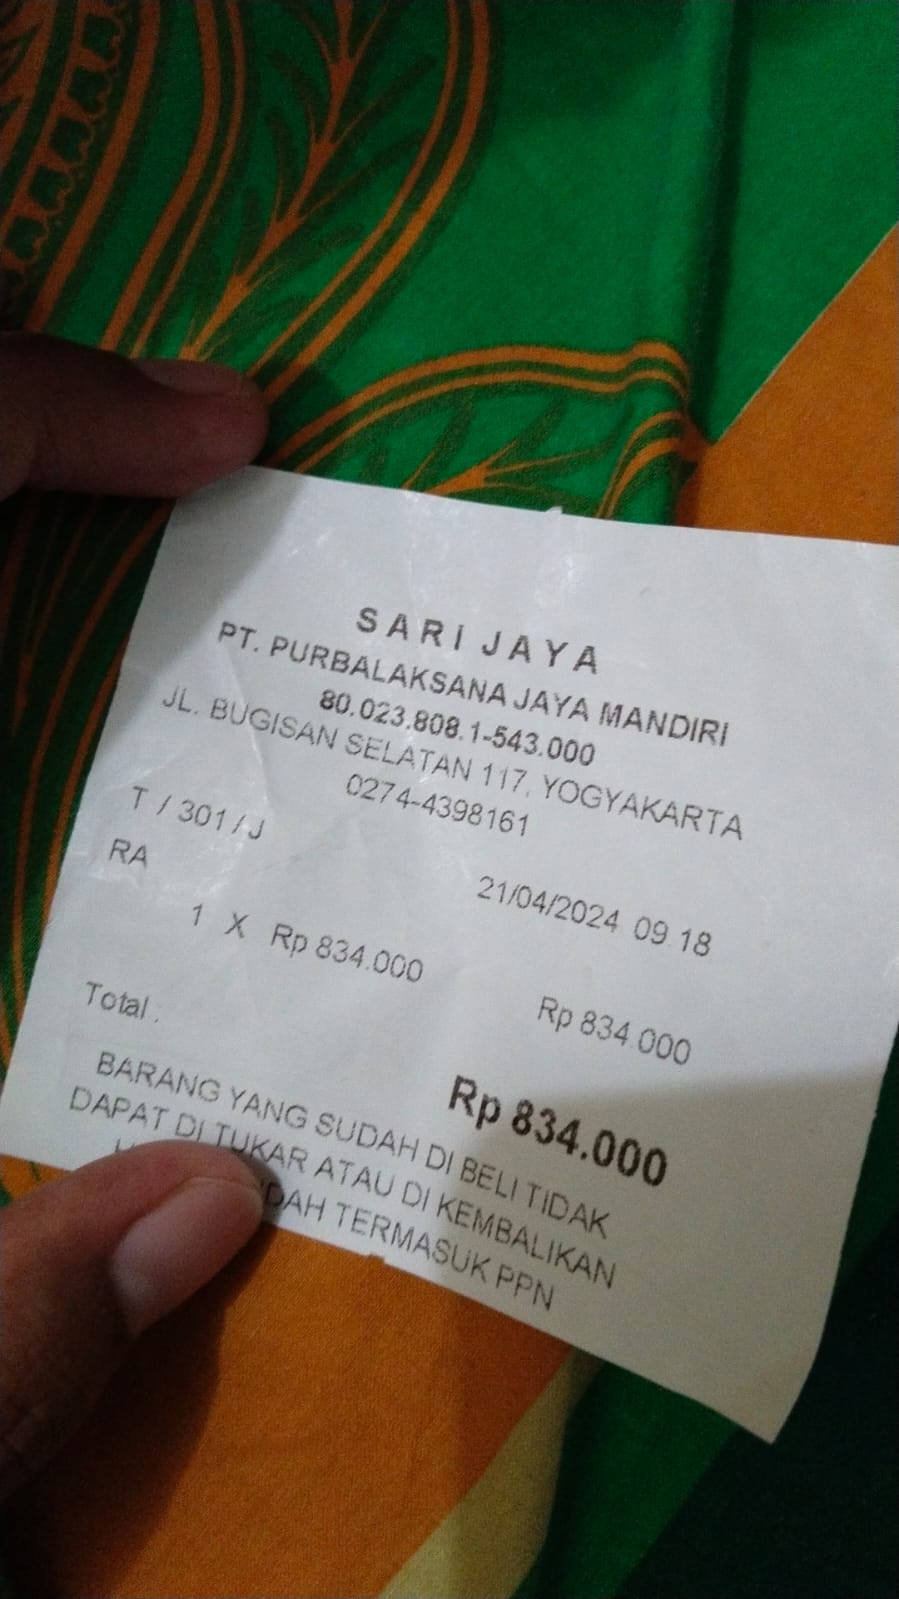 SARI JAYA
PT. PURBALAKSANA JAYA MANDIRI
80.023.808.1-543.000
JL. BUGISAN SELATAN 117, YOGYAKARTA
0274-4398161
T / 301 / J
RA
21/04/2024 09 18
1 X Rp 834.000
Rp 834.000
Total .
Rp 834.000
BARANG YANG SUDAH DI BELI TIDAK
DAPAT DI TUKAR ATAU DI KEMBALIKAN
TERMASUK PPN